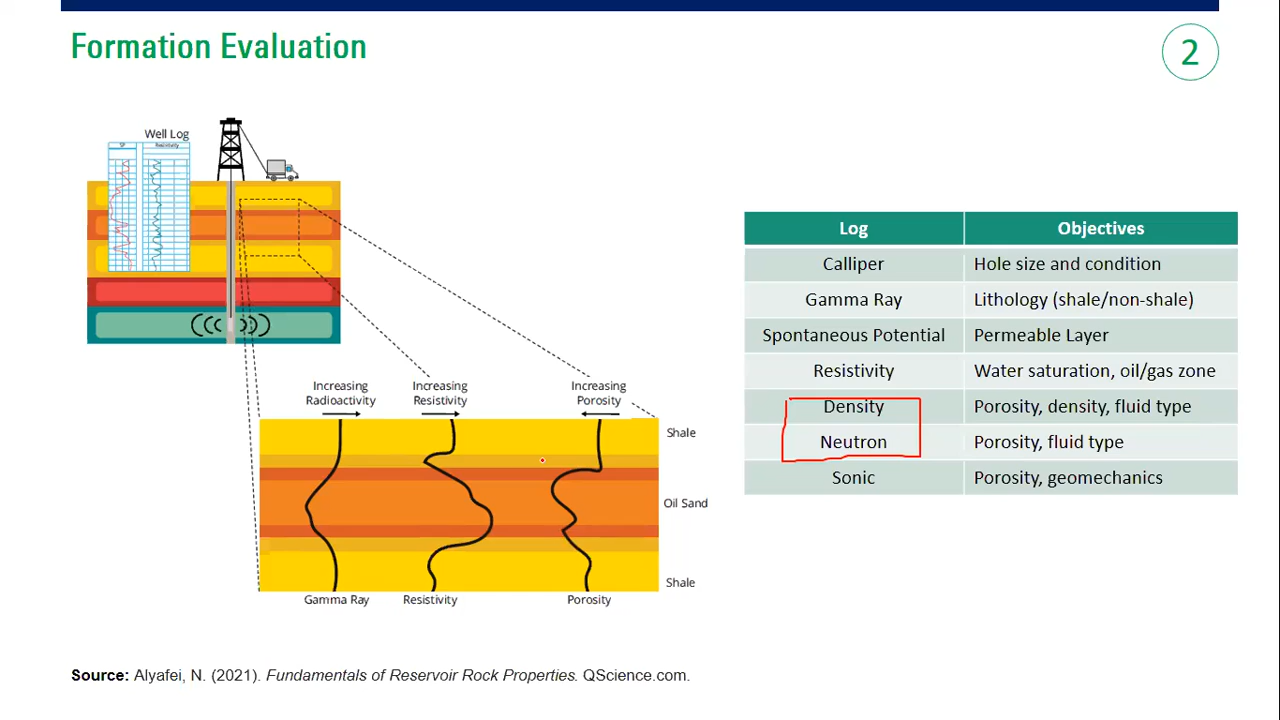 Formation Evaluation
2
Well Log
SP
Resistivity
Log Objectives
Calliper Hole size and condition
Gamma Ray Lithology (shale/non-shale)
Spontaneous Potential Permeable Layer
Resistivity Water saturation, oil/gas zone
Density Porosity, density, fluid type
Neutron Porosity, fluid type
Sonic Porosity, geomechanics
Increasing
Radioactivity
Increasing
Resistivity
Increasing
Porosity
Shale
Oil Sand
Shale
Gamma Ray
Resistivity
Porosity
Source: Alyafei, N. (2021). Fundamentals of Reservoir Rock Properties. QScience.com.